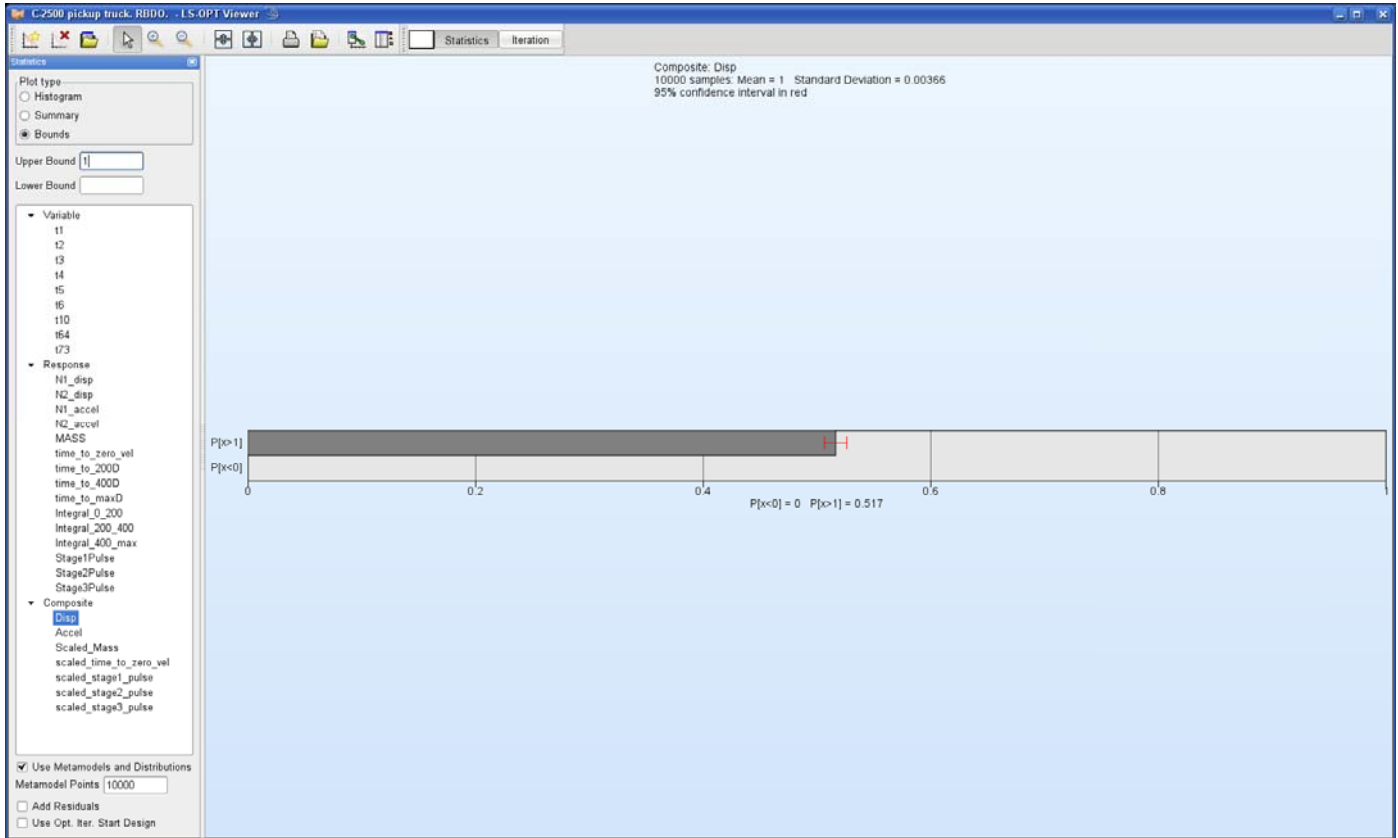 C2500 pickup truck. RBDO. - LS-OPT Viewer
Statistics Iteration
Statistics
Plot type
Histogram
Summary
Bounds
Upper Bound 1
Lower Bound
Variable
t1
t2
t3
t4
t5
t6
t10
t64
t73
Response
N1_disp
N2_disp
N1_accel
N2_accel
MASS
time_to_zero_vel
time_to_200D
time_to_400D
time_to_maxD
Integral_0_200
Integral_200_400
Integral_400_max
Stage1Pulse
Stage2Pulse
Stage3Pulse
Composite
Disp
Accel
Scaled_Mass
scaled_time_to_zero_vel
scaled_stage1_pulse
scaled_stage2_pulse
scaled_stage3_pulse
Use Metamodels and Distributions
Metamodel Points 10000
Add Residuals
Use Opt. Iter. Start Design
Composite: Disp
10000 samples: Mean = 1 Standard Deviation = 0.00366
95% confidence interval in red
P[x>1]
P[x<0]
0 0.2 0.4 0.6 0.8 1
P[x<0] = 0 P[x>1] = 0.517